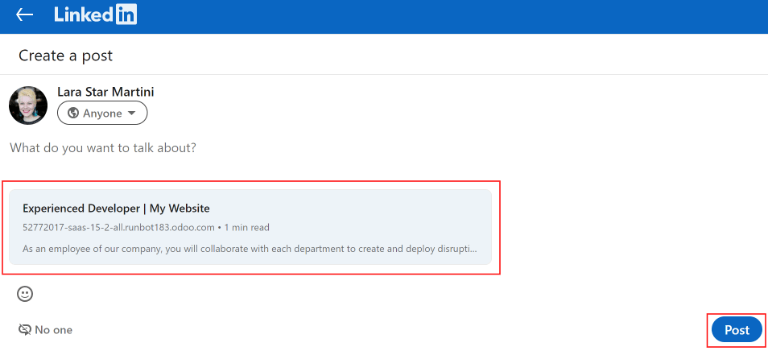 LinkedIn
Create a post
Lara Star Martini
Anyone
What do you want to talk about?
Experienced Developer | My Website
52772017-saas-15-2-all.runbot183.odoo.com • 1 min read
As an employee of our company, you will collaborate with each department to create and deploy disrupti...
No one
Post